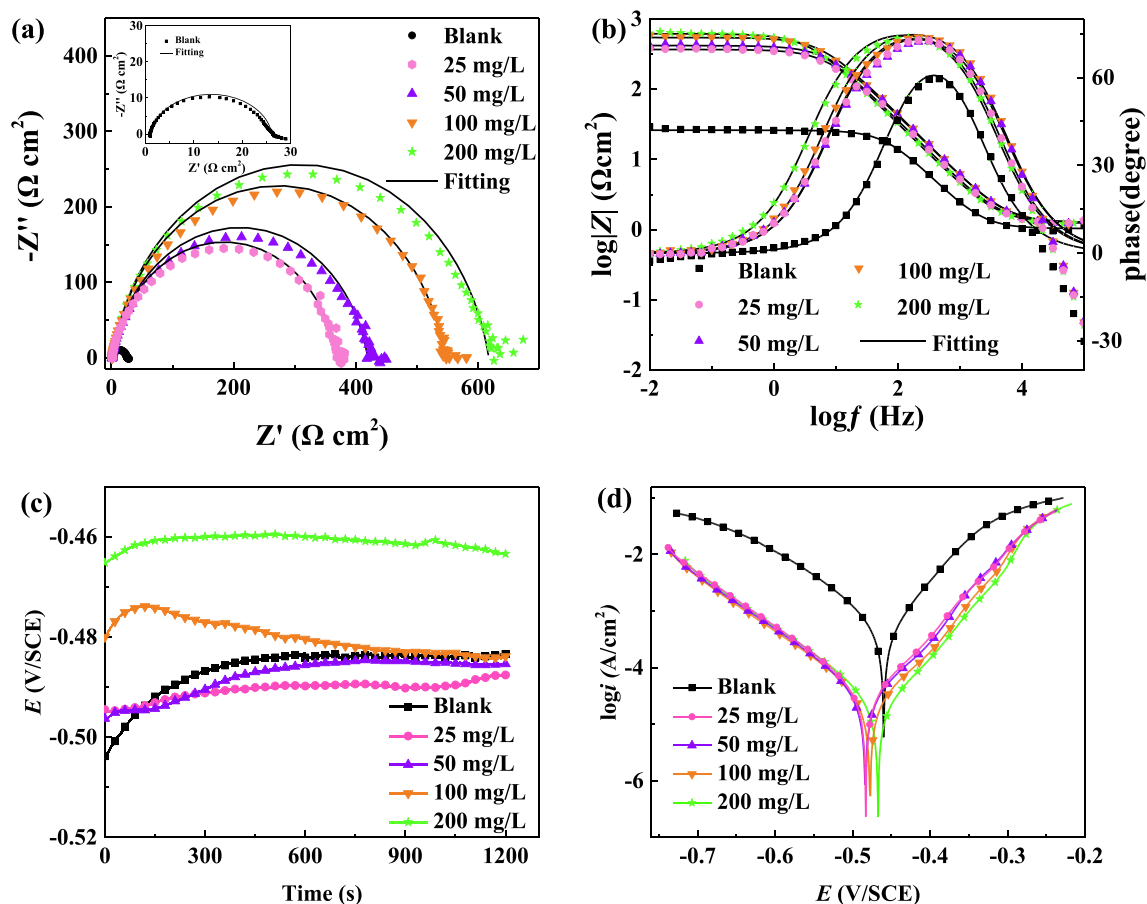 (a)
-Z'' (Ω cm²)
450
400
300
200
100
0
0
200
400
600
Z' (Ω cm²)
Blank
25 mg/L
50 mg/L
100 mg/L
200 mg/L
Fitting
-Z'' (Ω cm²)
30
20
10
0
0
10
20
30
Z' (Ω cm²)
Blank
Fitting
(b)
log|Z| (Ωcm²)
3
2
1
0
-1
-2
-2
0
2
4
logf (Hz)
phase(degree)
60
30
0
-30
Blank
25 mg/L
50 mg/L
100 mg/L
200 mg/L
Fitting
(c)
E (V/SCE)
-0.46
-0.48
-0.50
-0.52
0
300
600
900
1200
Time (s)
Blank
25 mg/L
50 mg/L
100 mg/L
200 mg/L
(d)
logi (A/cm²)
-2
-4
-6
-0.7
-0.6
-0.5
-0.4
-0.3
-0.2
E (V/SCE)
Blank
25 mg/L
50 mg/L
100 mg/L
200 mg/L